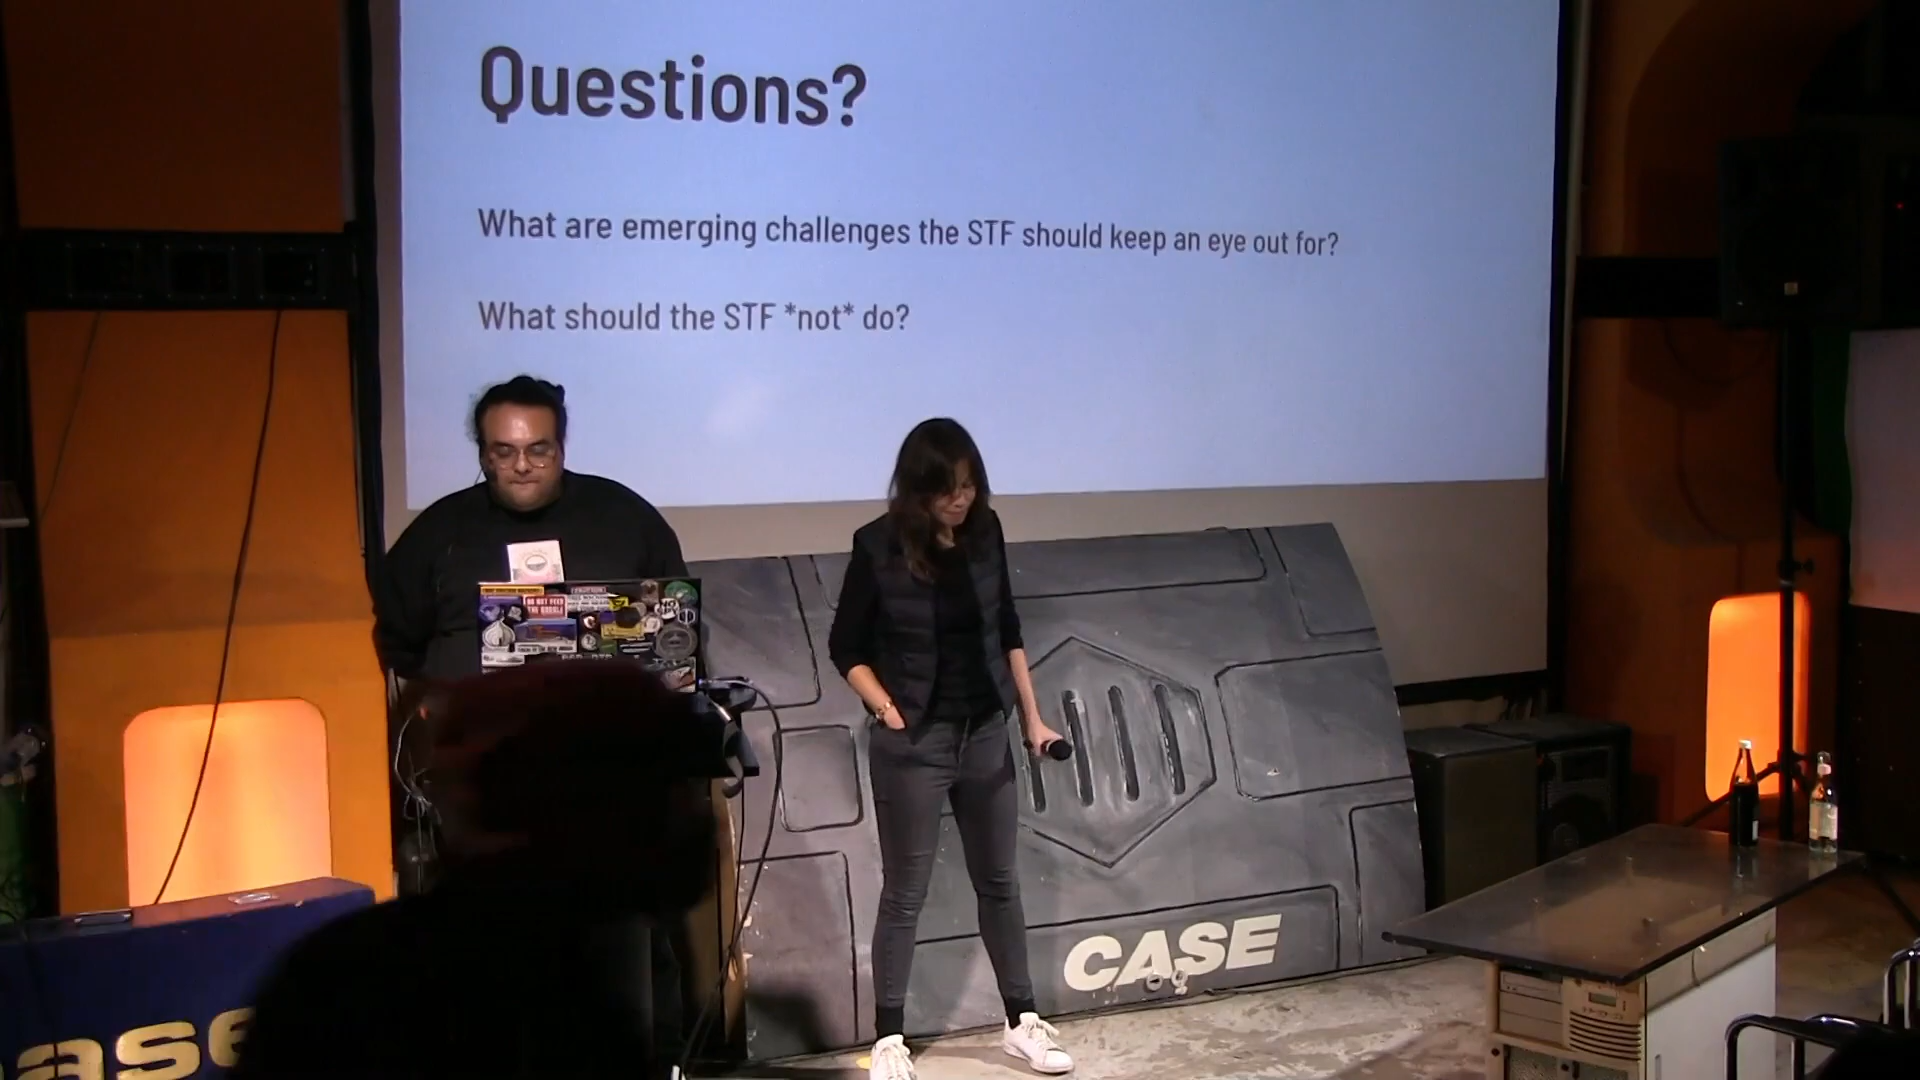 Questions?
What are emerging challenges the STF should keep an eye out for?
What should the STF *not* do?
DO NOT FEED
THE GOOGLE
CASE
ase